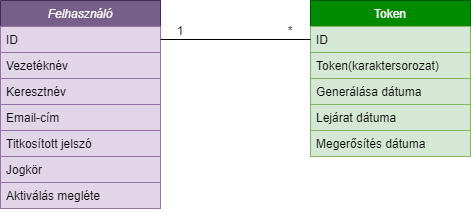 Felhasználó
ID
Vezetéknév
Keresztnév
Email-cím
Titkosított jelszó
Jogkör
Aktiválás megléte
1
*
Token
ID
Token(karaktersorozat)
Generálása dátuma
Lejárat dátuma
Megerősítés dátuma